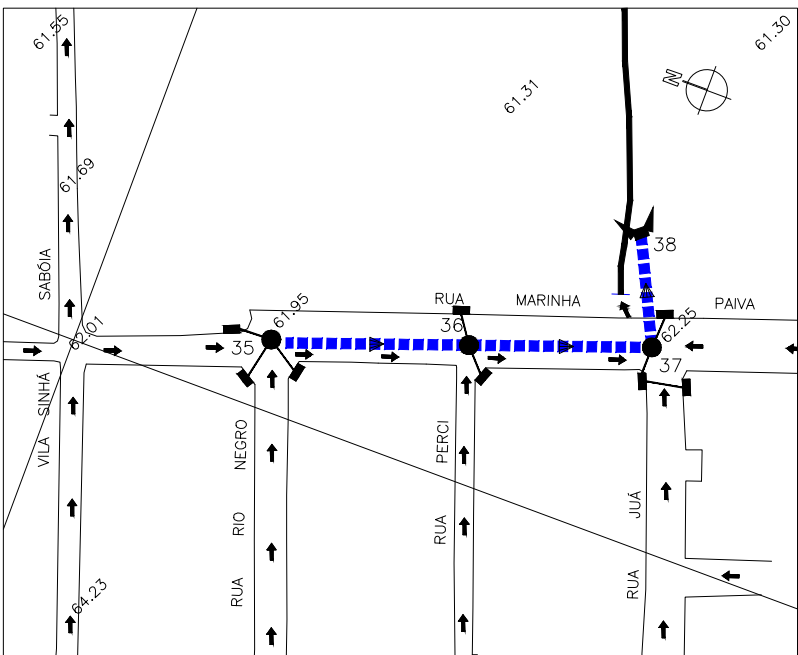 61.55
61.30
61.31
N
61.69
38
SABÓIA
RUA MARINHA PAIVA
61.95
36
62.01
35
62.25
37
VILA SINHÁ
RUA RIO NEGRO
RUA PERCI
RUA JUÁ
64.23